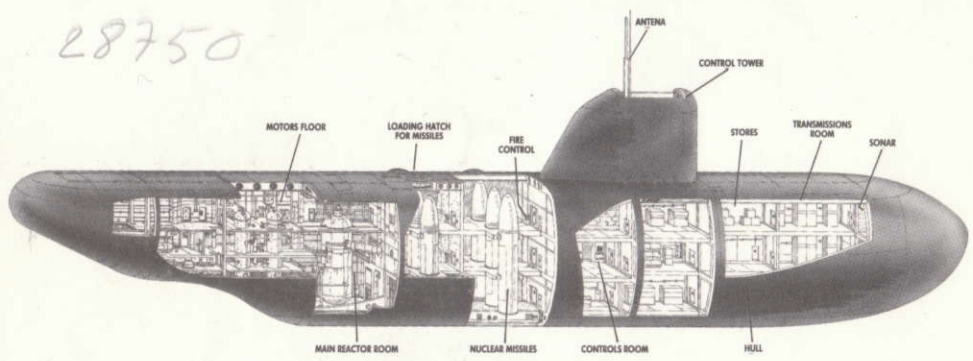 28750
ANTENA
CONTROL TOWER
MOTORS FLOOR
LOADING HATCH
FOR MISSILES
FIRE
CONTROL
STORES
TRANSMISSIONS
ROOM
SONAR
MAIN REACTOR ROOM
NUCLEAR MISSILES
CONTROLS ROOM
HULL